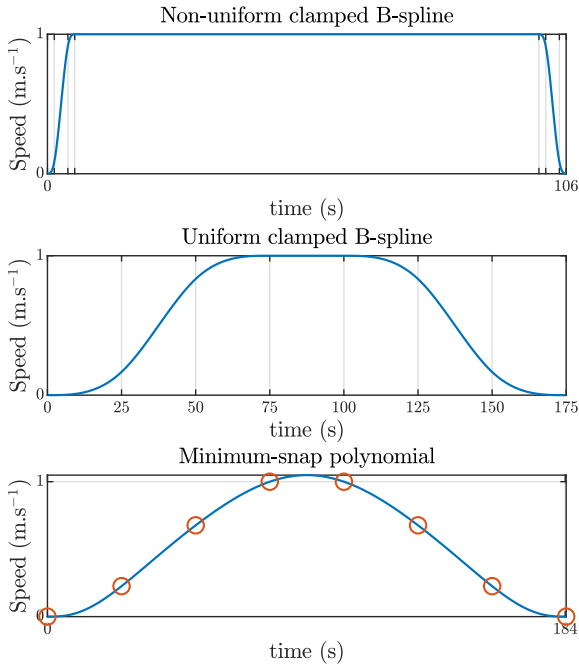 Non-uniform clamped B-spline
1
Speed (m.s⁻¹)
0
0 106
time (s)
Uniform clamped B-spline
1
Speed (m.s⁻¹)
0
0 25 50 75 100 125 150 175
time (s)
Minimum-snap polynomial
1
Speed (m.s⁻¹)
0
0 184
time (s)